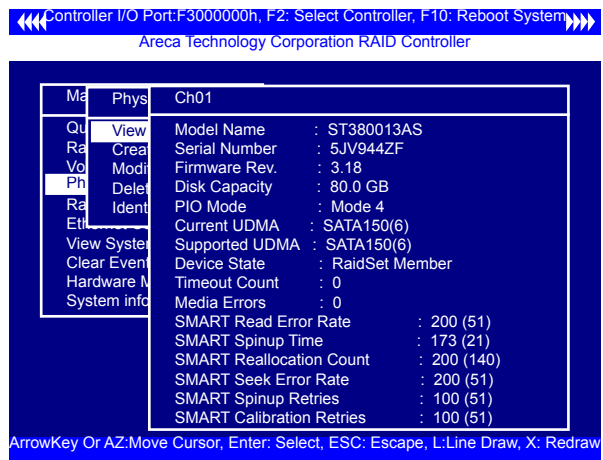 Controller I/O Port:F3000000h, F2: Select Controller, F10: Reboot System
Areca Technology Corporation RAID Controller
Ma
Phys
Ch01
Qu
Ra
Vo
Ph
Ra
View System
Clear Event
Hardware M
System info
View
Creat
Modi
Delet
Ident
Model Name : ST380013AS
Serial Number : 5JV944ZF
Firmware Rev. : 3.18
Disk Capacity : 80.0 GB
PIO Mode : Mode 4
Current UDMA : SATA150(6)
Supported UDMA : SATA150(6)
Device State : RaidSet Member
Timeout Count : 0
Media Errors : 0
SMART Read Error Rate : 200 (51)
SMART Spinup Time : 173 (21)
SMART Reallocation Count : 200 (140)
SMART Seek Error Rate : 200 (51)
SMART Spinup Retries : 100 (51)
SMART Calibration Retries : 100 (51)
ArrowKey Or AZ:Move Cursor, Enter: Select, ESC: Escape, L:Line Draw, X: Redraw